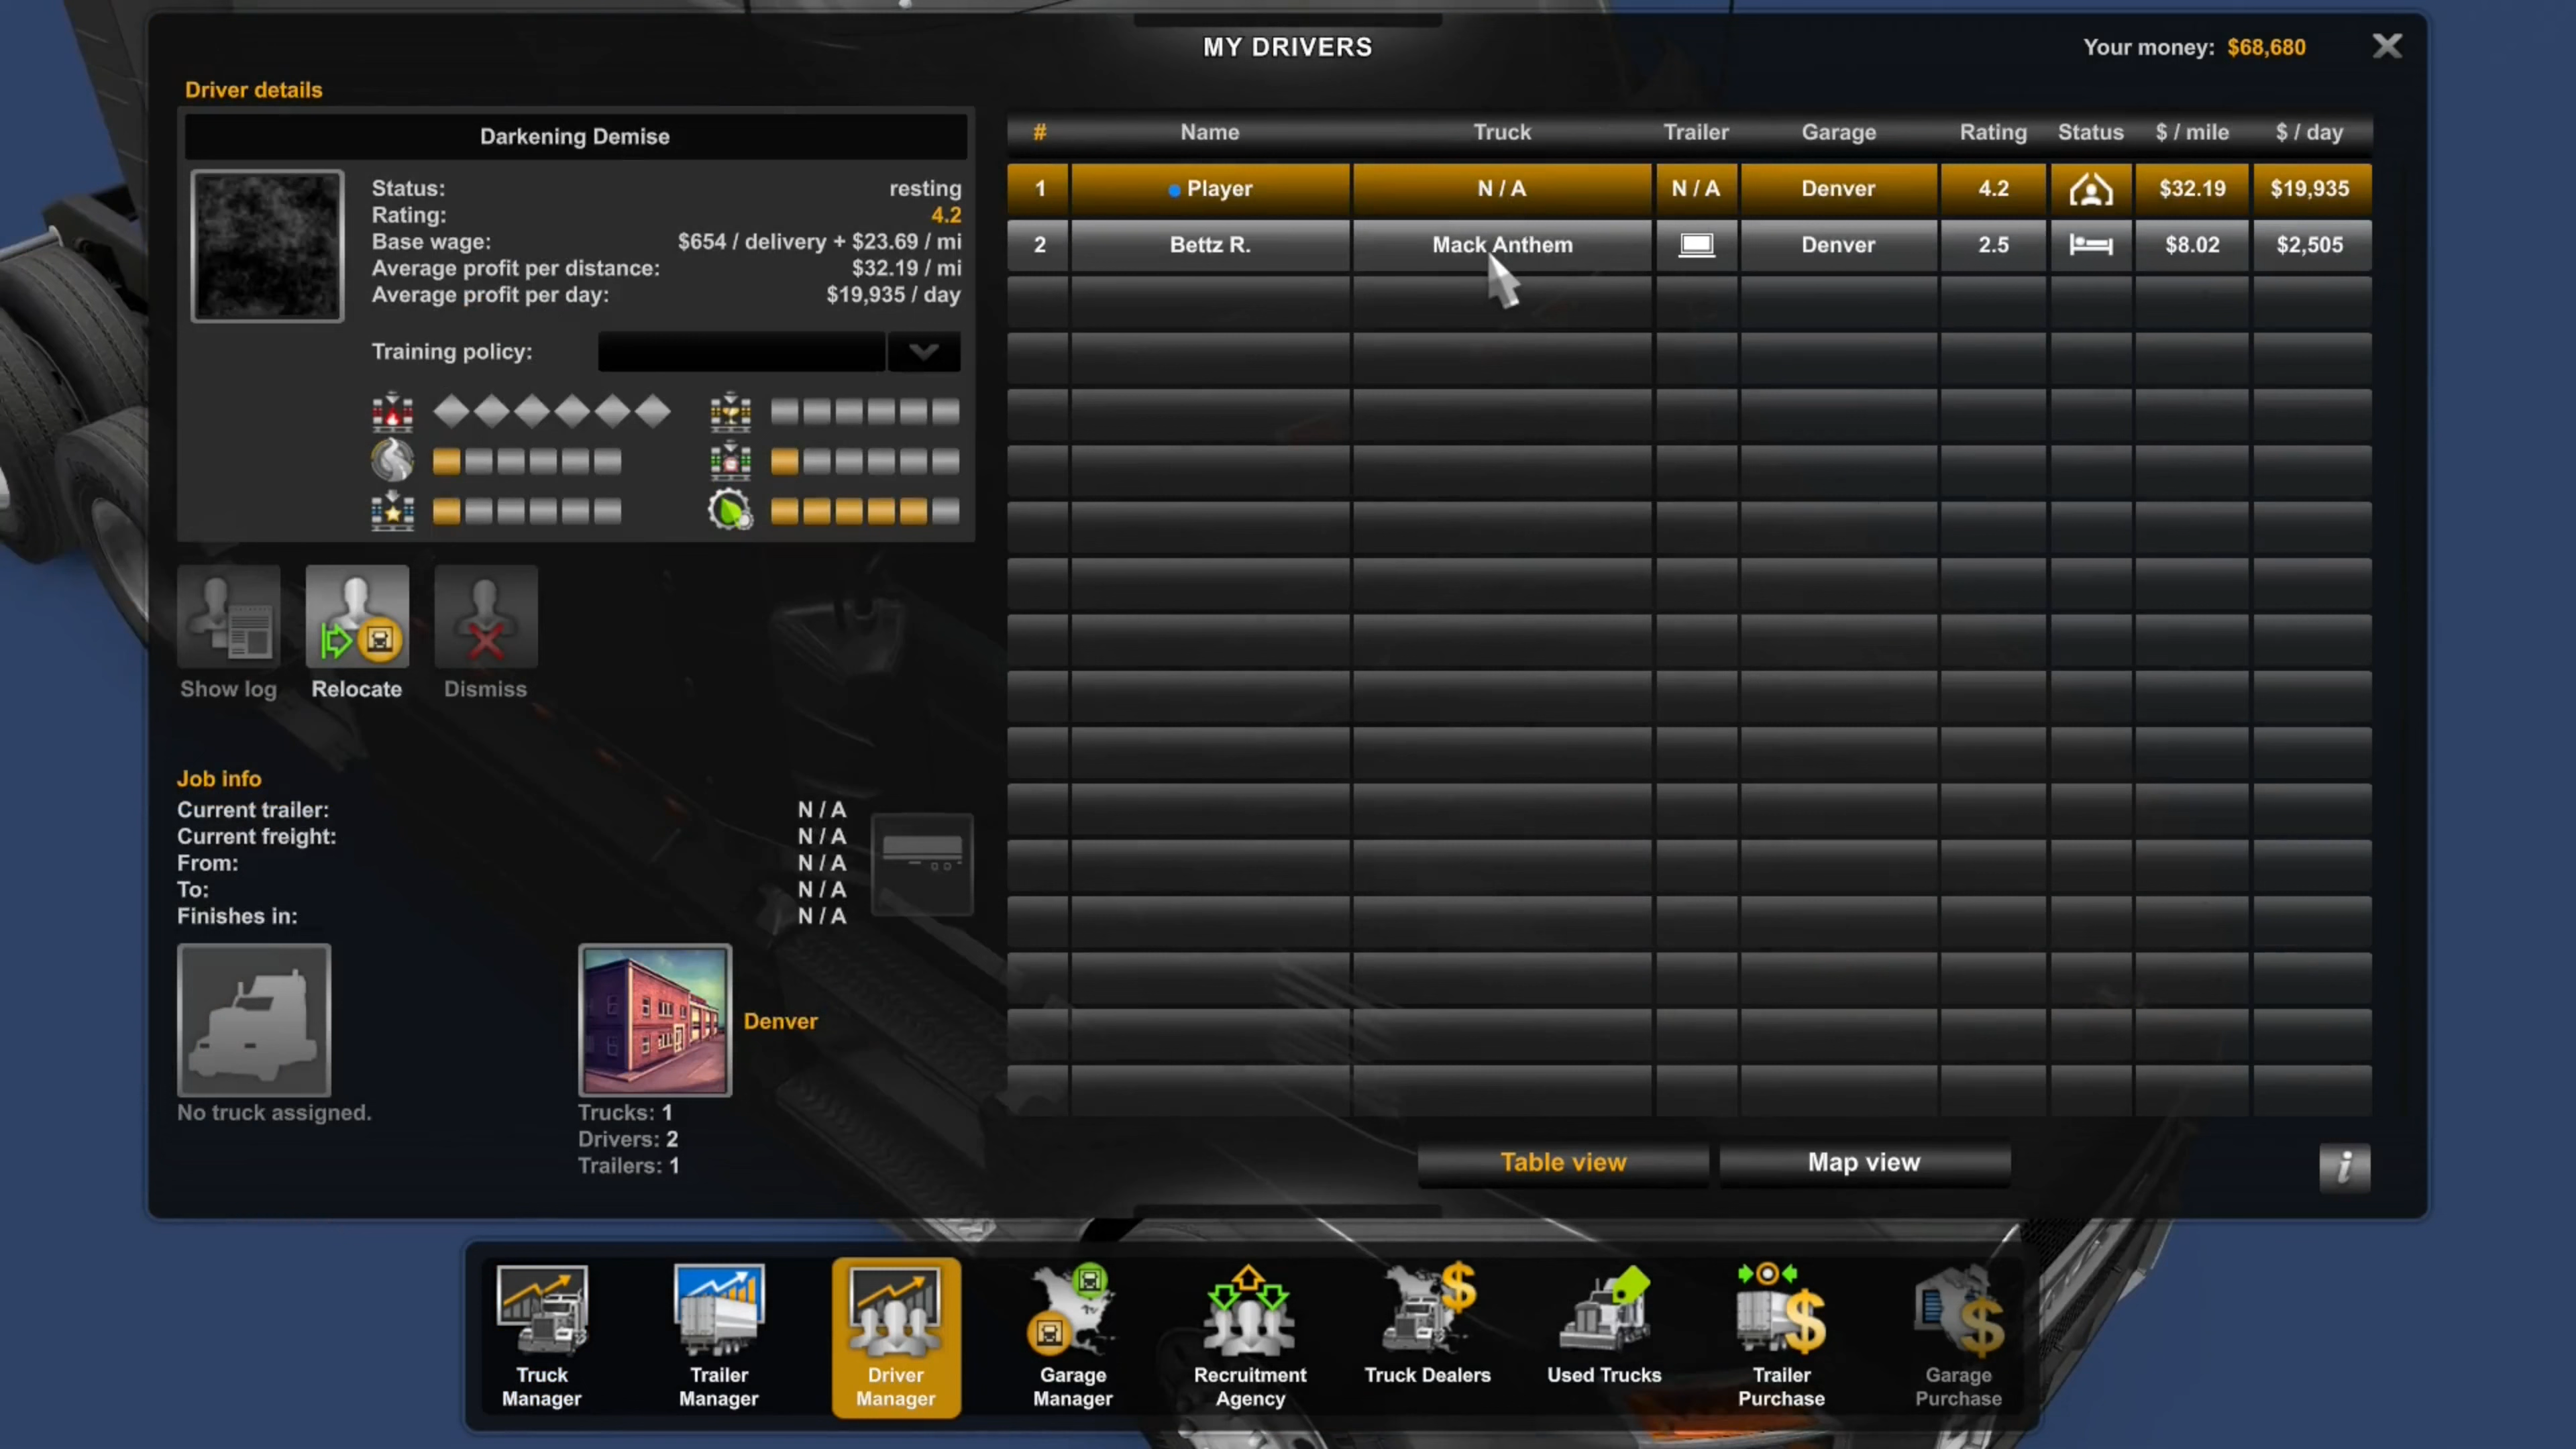 MY DRIVERS
Your money: $68,680
Driver details
Darkening Demise
Status: resting
Rating: 4.2
Base wage: $654 / delivery + $23.69 / mi
Average profit per distance: $32.19 / mi
Average profit per day: $19,935 / day
Training policy:
Show log Relocate Dismiss
Job info
Current trailer: N / A
Current freight: N / A
From: N / A
To: N / A
Finishes in: N / A
No truck assigned.
Denver
Trucks: 1
Drivers: 2
Trailers: 1
# Name Truck Trailer Garage Rating Status $ / mile $ / day
1 Player N / A N / A Denver 4.2 $32.19 $19,935
2 Bettz R. Mack Anthem Denver 2.5 $8.02 $2,505
Table view Map view
i
Truck Manager
Trailer Manager
Driver Manager
Garage Manager
Recruitment Agency
Truck Dealers
Used Trucks
Trailer Purchase
Garage Purchase